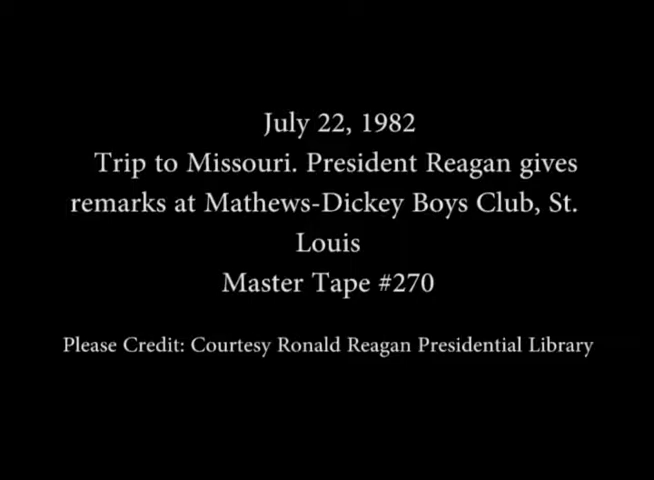 July 22, 1982
Trip to Missouri. President Reagan gives
remarks at Mathews-Dickey Boys Club, St.
Louis
Master Tape #270
Please Credit: Courtesy Ronald Reagan Presidential Library